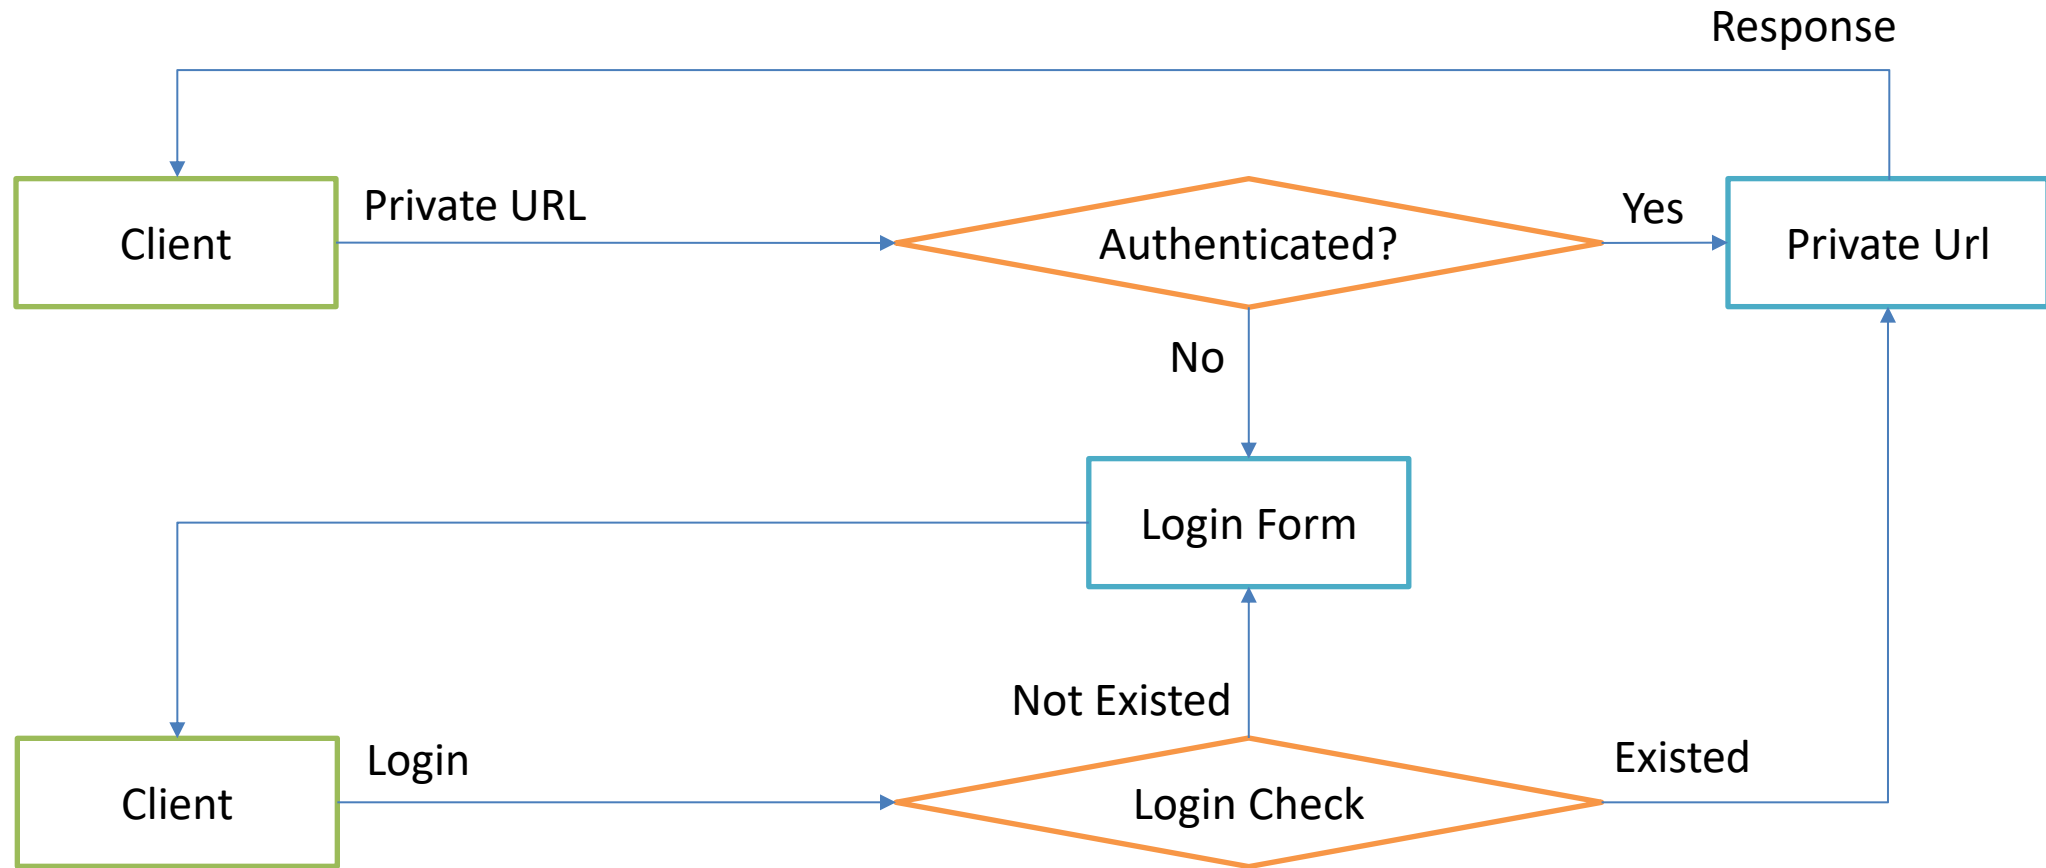 Response
Client
Private URL
Authenticated?
Yes
Private Url
No
Login Form
Not Existed
Client
Login
Login Check
Existed